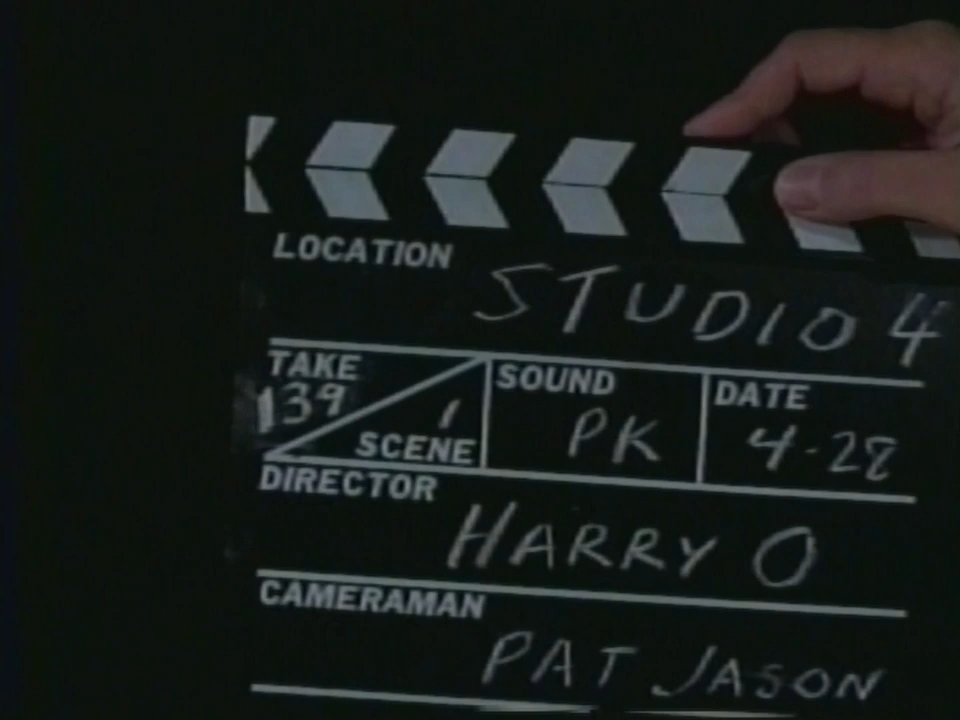 LOCATION
STUDIO 4
TAKE
139
1
SCENE
SOUND
PK
DATE
4-28
DIRECTOR
HARRY O
CAMERAMAN
PAT JASON